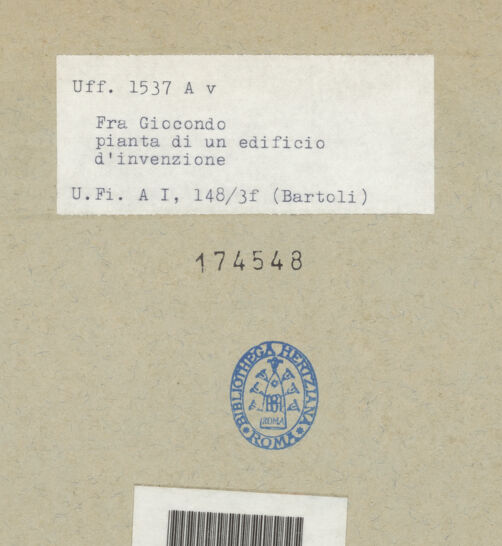 Uff. 1537 A v
Fra Giocondo
pianta di un edificio
d'invenzione
U.Fi. A I, 148/3f (Bartoli)
174548
BIBLIOTHECA HERTZIANA
ROMA
ROMA